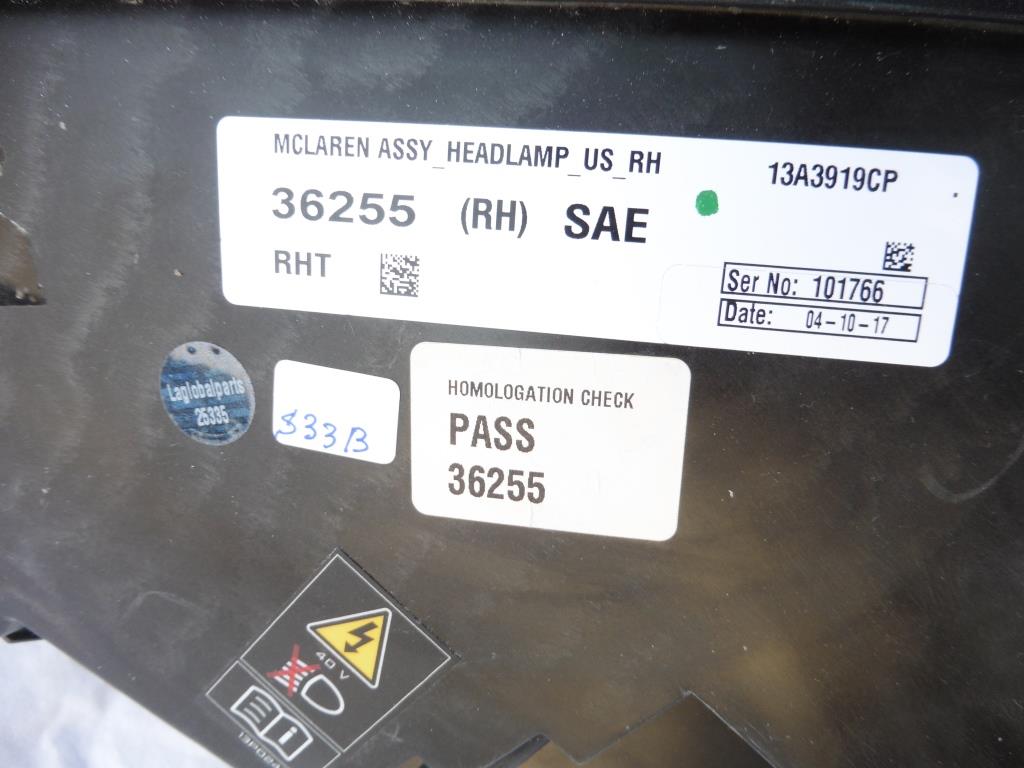 MCLAREN ASSY_HEADLAMP_US_RH
13A3919CP
36255 (RH) SAE
RHT
Ser No: 101766
Date: 04-10-17
Laglobalparts
25335
S33B
HOMOLOGATION CHECK
PASS
36255
40V